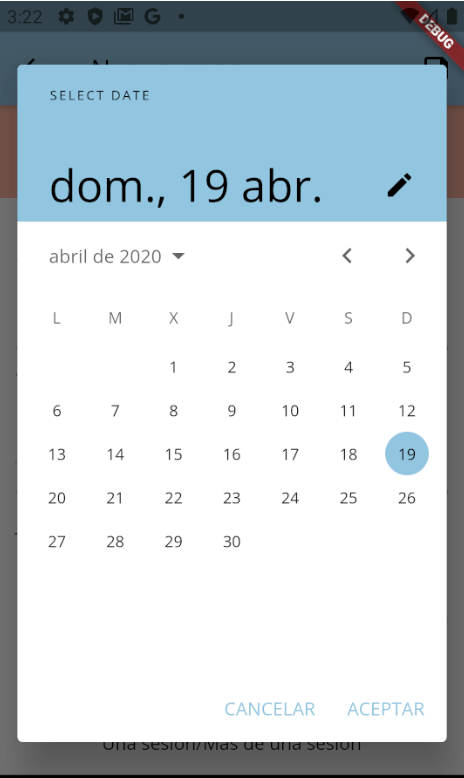 3:22
DEBUG
SELECT DATE
dom., 19 abr.
abril de 2020
L M X J V S D
1 2 3 4 5
6 7 8 9 10 11 12
13 14 15 16 17 18 19
20 21 22 23 24 25 26
27 28 29 30
CANCELAR ACEPTAR
Una sesión/Más de una sesión